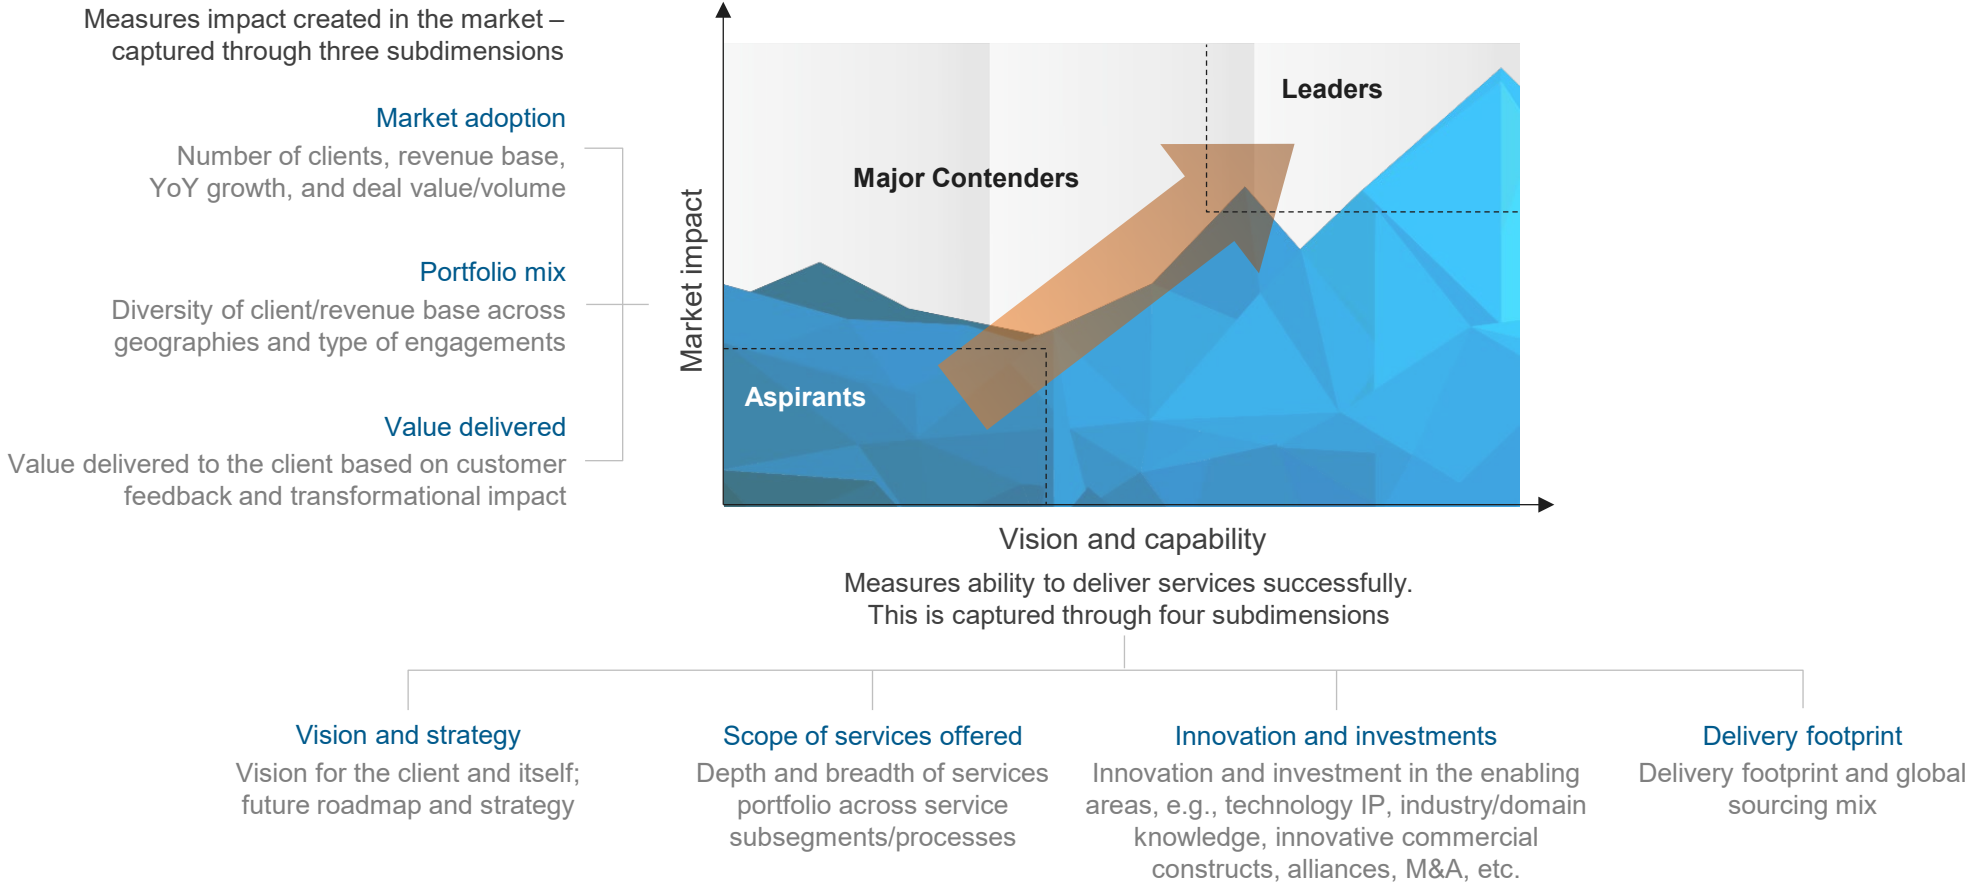 Measures impact created in the market –
captured through three subdimensions
Market adoption
Number of clients, revenue base,
YoY growth, and deal value/volume
Portfolio mix
Diversity of client/revenue base across
geographies and type of engagements
Value delivered
Value delivered to the client based on customer
feedback and transformational impact
Market impact
Leaders
Major Contenders
Aspirants
Vision and capability
Measures ability to deliver services successfully.
This is captured through four subdimensions
Vision and strategy
Vision for the client and itself;
future roadmap and strategy
Scope of services offered
Depth and breadth of services
portfolio across service
subsegments/processes
Innovation and investments
Innovation and investment in the enabling
areas, e.g., technology IP, industry/domain
knowledge, innovative commercial
constructs, alliances, M&A, etc.
Delivery footprint
Delivery footprint and global
sourcing mix